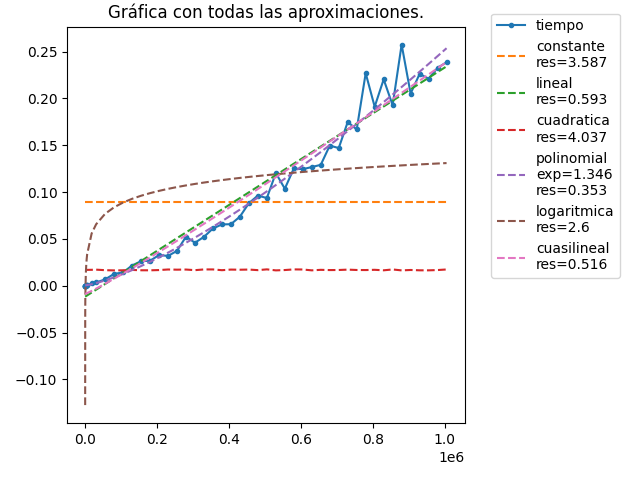 Gráfica con todas las aproximaciones.
0.25
0.20
0.15
0.10
0.05
0.00
−0.05
−0.10
0.0
0.2
0.4
0.6
0.8
1.0
1e6
tiempo
constante
res=3.587
lineal
res=0.593
cuadratica
res=4.037
polinomial
exp=1.346
res=0.353
logaritmica
res=2.6
cuasilineal
res=0.516